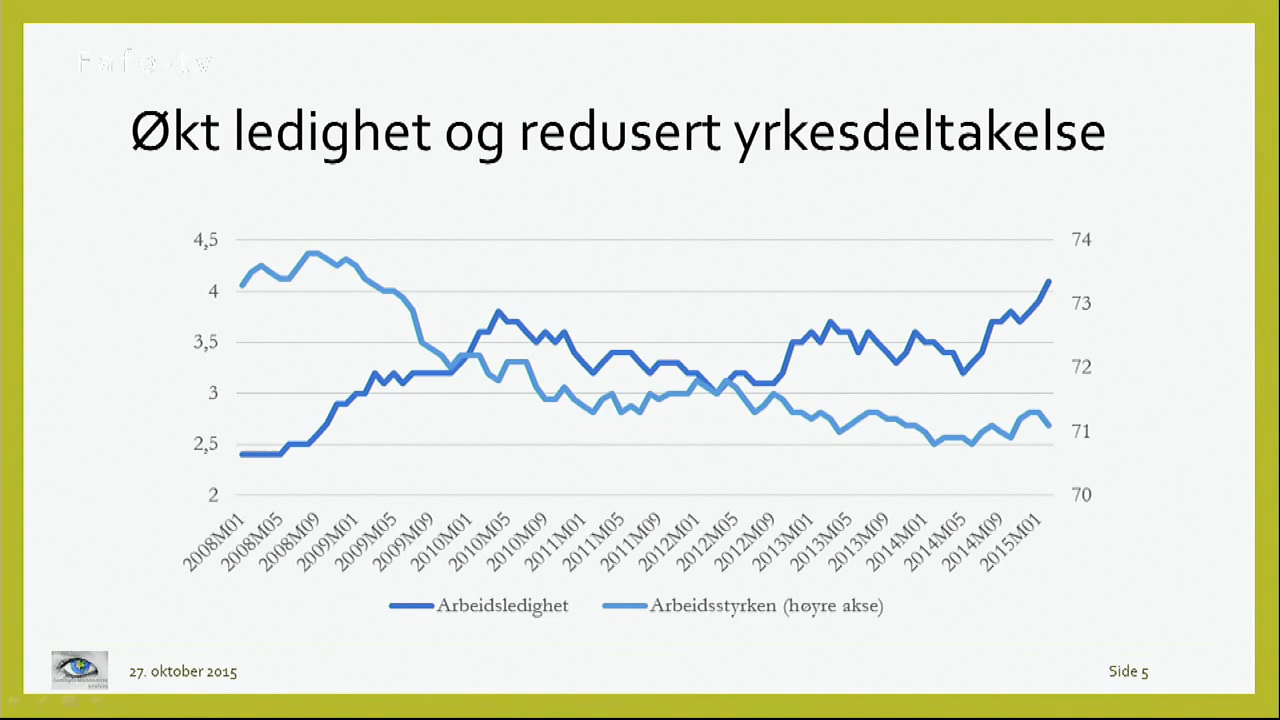 Fafo-tv
Økt ledighet og redusert yrkesdeltakelse
4,5
4
3,5
3
2,5
2
74
73
72
71
70
2008M01
2008M05
2008M09
2009M01
2009M05
2009M09
2010M01
2010M05
2010M09
2011M01
2011M05
2011M09
2012M01
2012M05
2012M09
2013M01
2013M05
2013M09
2014M01
2014M05
2014M09
2015M01
Arbeidsledighet Arbeidsstyrken (høyre akse)
27. oktober 2015
Side 5